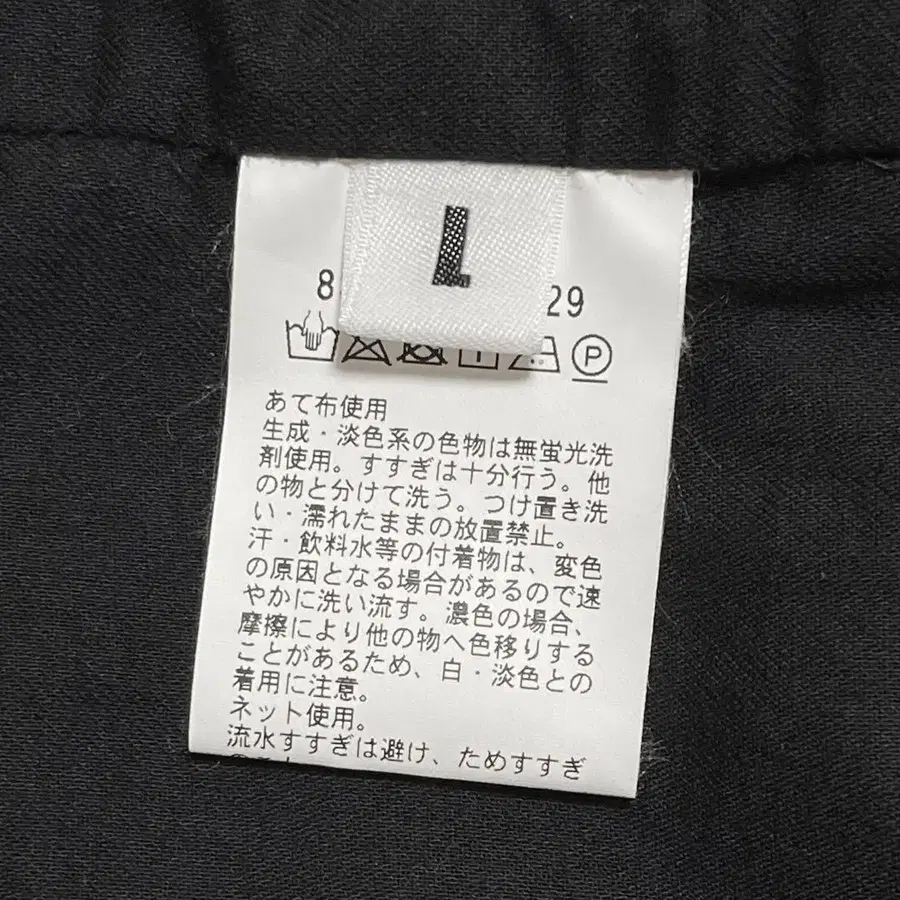 L
8 29
P
あて布使用
生成・淡色系の色物は無蛍光洗
剤使用。すすぎは十分行う。他
の物と分けて洗う。つけ置き洗
い・濡れたままの放置禁止。
汗・飲料水等の付着物は、変色
の原因となる場合があるので速
やかに洗い流す。濃色の場合、
摩擦により他の物へ色移りする
ことがあるため、白・淡色との
着用に注意。
ネット使用。
流水すすぎは避け、ためすすぎ